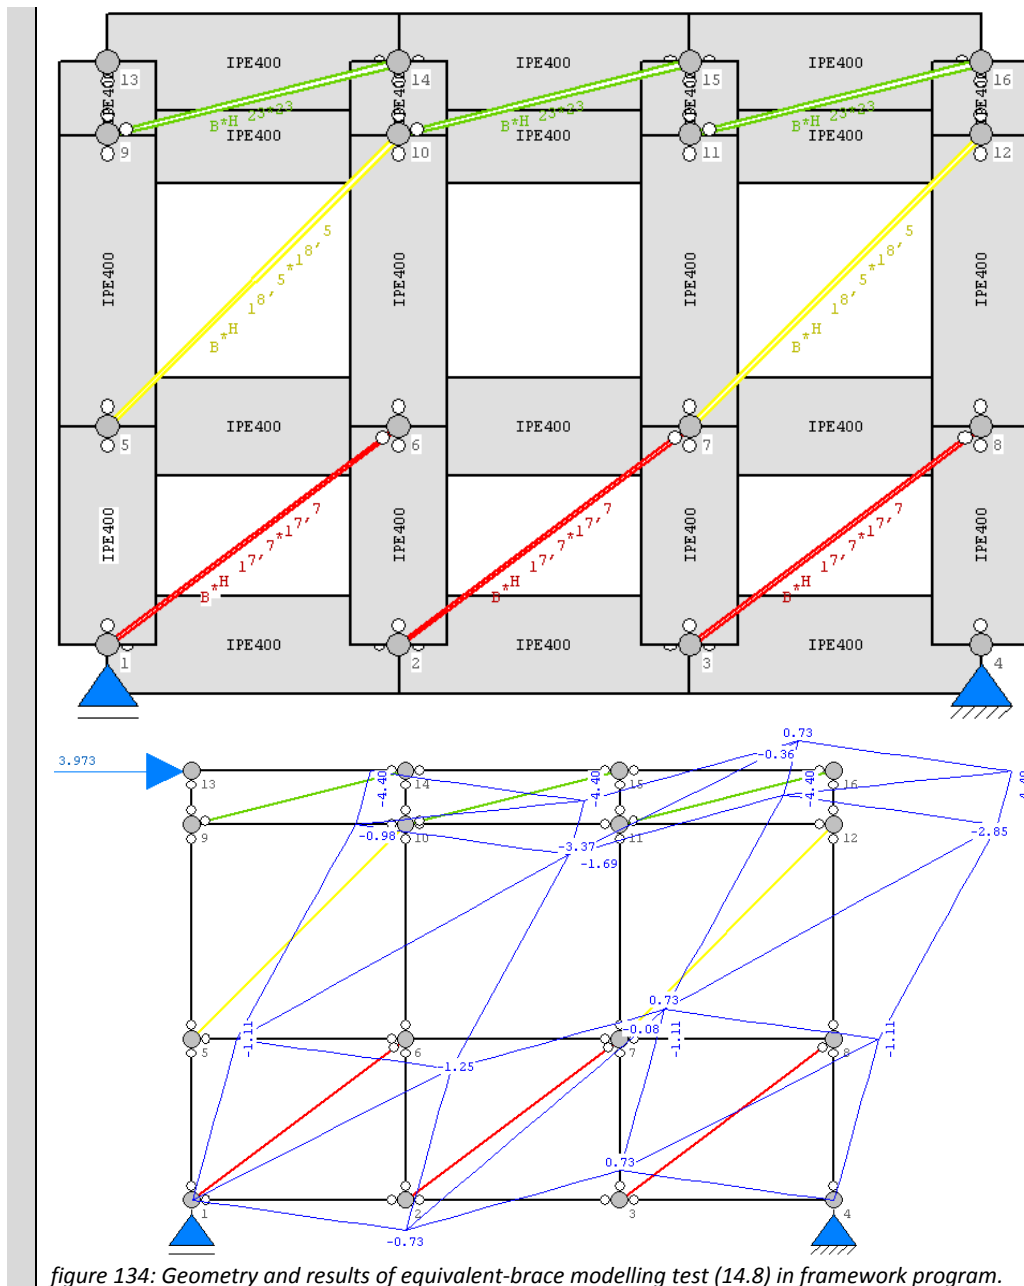 IPE400 IPE400 IPE400
13 14 15 16
IPE400 IPE400 IPE400 IPE400
B*H 23*23 B*H 23*23 B*H 23*23
IPE400 IPE400 IPE400
9 10 11 12
B*H 18,5*18,5 B*H 18,5*18,5
IPE400 IPE400 IPE400 IPE400
IPE400 IPE400 IPE400
5 6 7 8
B*H 17,7*17,7 B*H 17,7*17,7 B*H 17,7*17,7
IPE400 IPE400 IPE400 IPE400
IPE400 IPE400 IPE400
1 2 3 4
0.73
3.973 -0.36
13 -4.40 14 -4.40 15 -4.40 16 -4.40
-0.98 -2.85
9 10 -3.37 11 12
-1.69
0.73
-0.08
5 -1.11 6 7 -1.11 8 -1.11
-1.25
0.73
1 2 3 4
-0.73
figure 134: Geometry and results of equivalent-brace modelling test (14.8) in framework program.